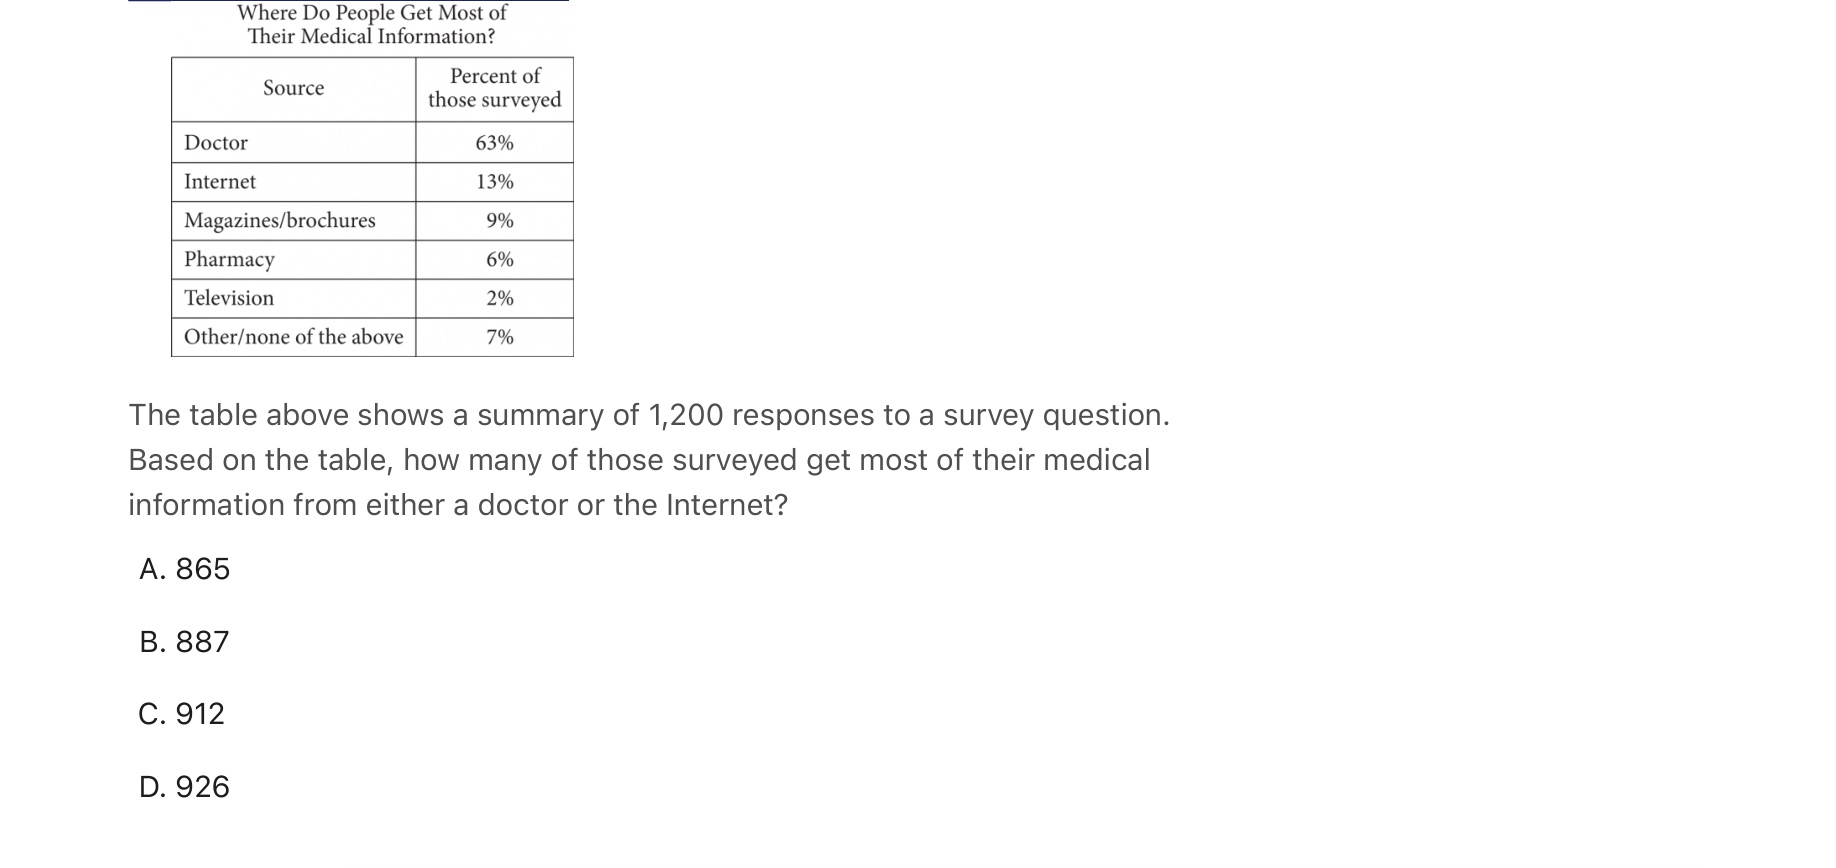 Where Do People Get Most of
Their Medical Information?
Source
Percent of
those surveyed
Doctor 63%
Internet 13%
Magazines/brochures 9%
Pharmacy 6%
Television 2%
Other/none of the above 7%
The table above shows a summary of 1,200 responses to a survey question.
Based on the table, how many of those surveyed get most of their medical
information from either a doctor or the Internet?
A. 865
B. 887
C. 912
D. 926